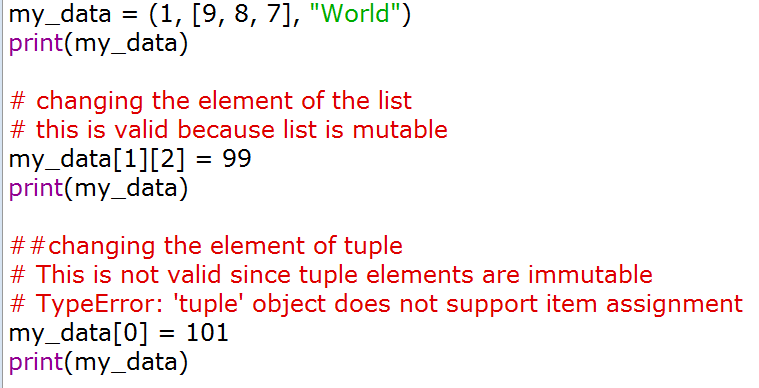 my_data = (1, [9, 8, 7], "World")
print(my_data)
# changing the element of the list
# this is valid because list is mutable
my_data[1][2] = 99
print(my_data)
##changing the element of tuple
# This is not valid since tuple elements are immutable
# TypeError: 'tuple' object does not support item assignment
my_data[0] = 101
print(my_data)